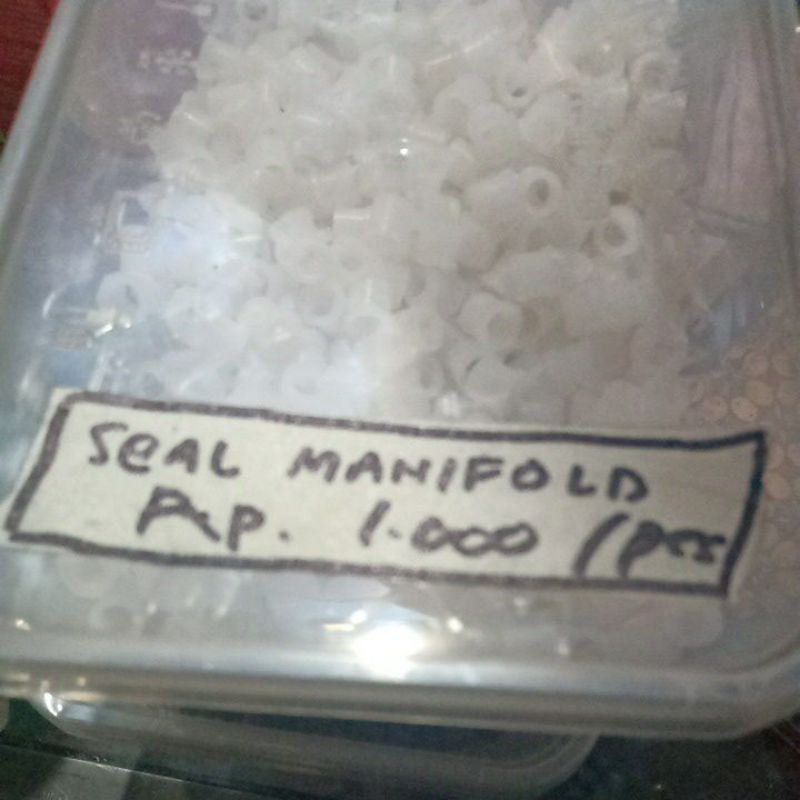 SeAL MANIFOLD
Rp. 1.000 /pcs